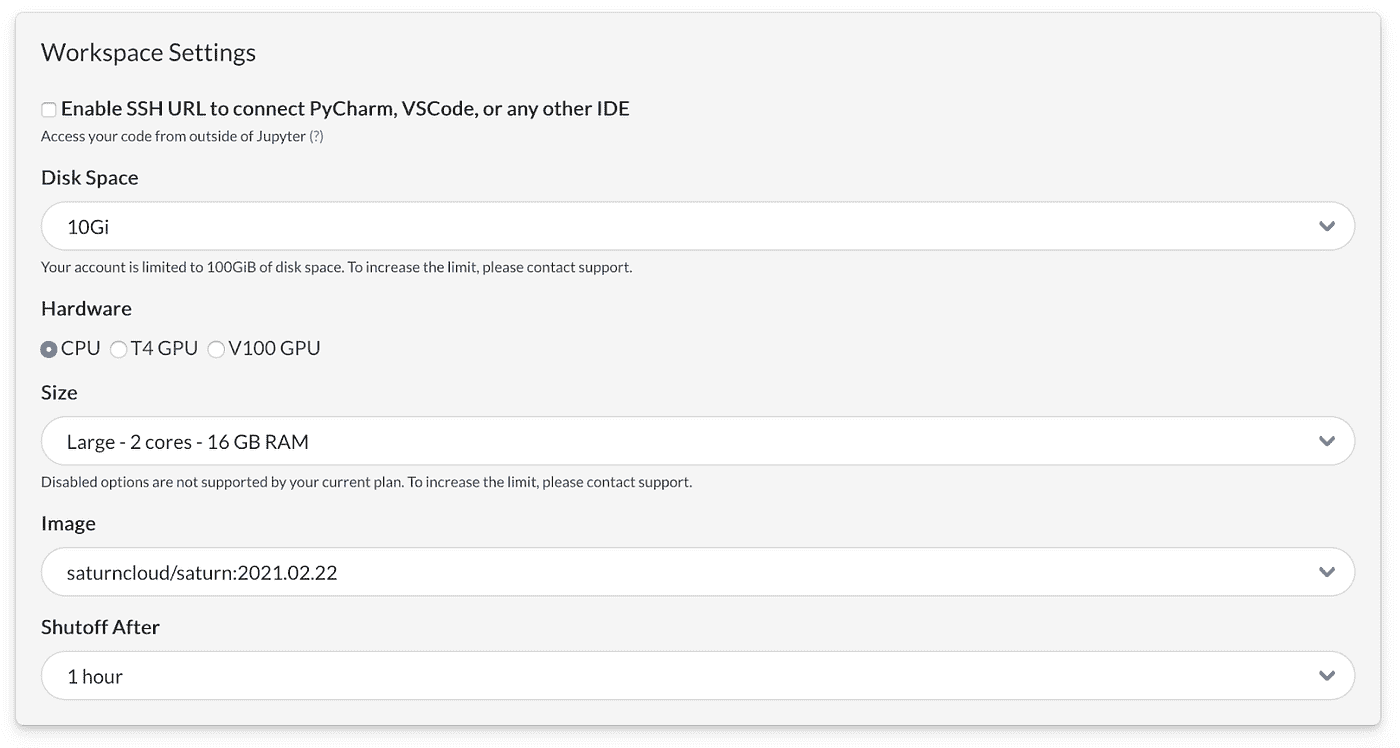 Workspace Settings
Enable SSH URL to connect PyCharm, VSCode, or any other IDE
Access your code from outside of Jupyter (?)
Disk Space
10Gi
Your account is limited to 100GiB of disk space. To increase the limit, please contact support.
Hardware
CPU T4 GPU V100 GPU
Size
Large - 2 cores - 16 GB RAM
Disabled options are not supported by your current plan. To increase the limit, please contact support.
Image
saturncloud/saturn:2021.02.22
Shutoff After
1 hour